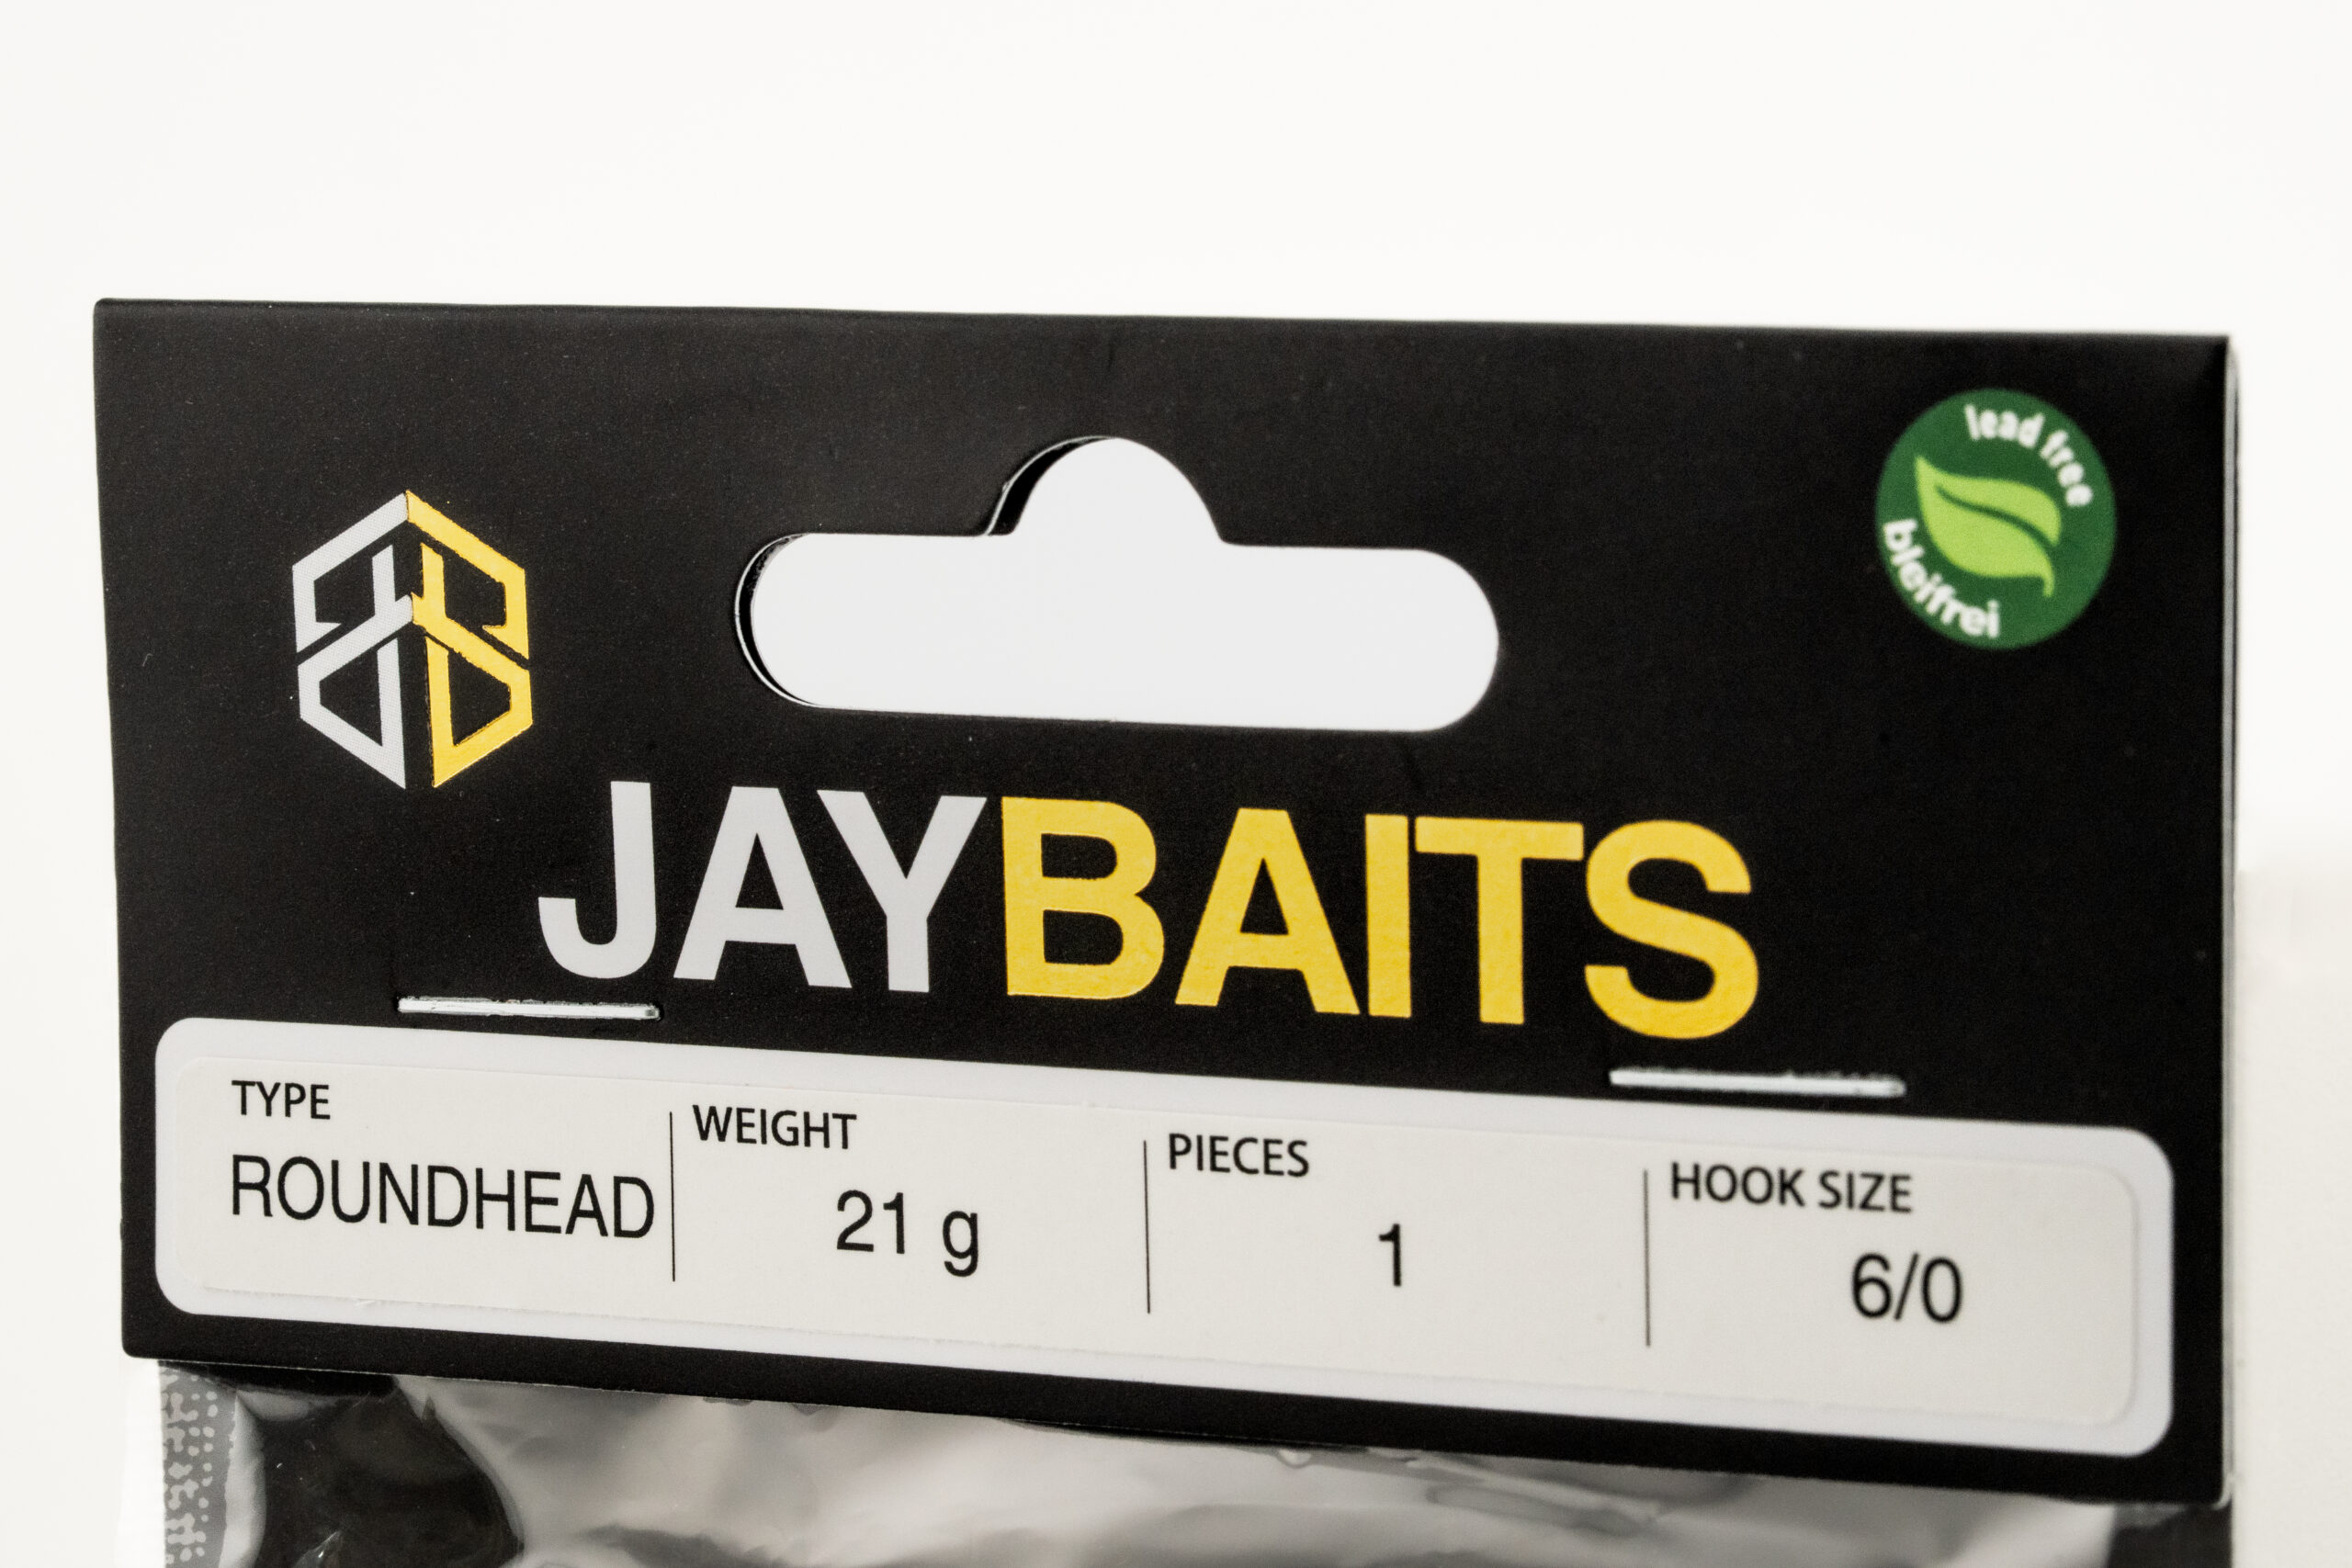 lead free
bleifrei
JAYBAITS
TYPE
ROUNDHEAD
WEIGHT
21 g
PIECES
1
HOOK SIZE
6/0